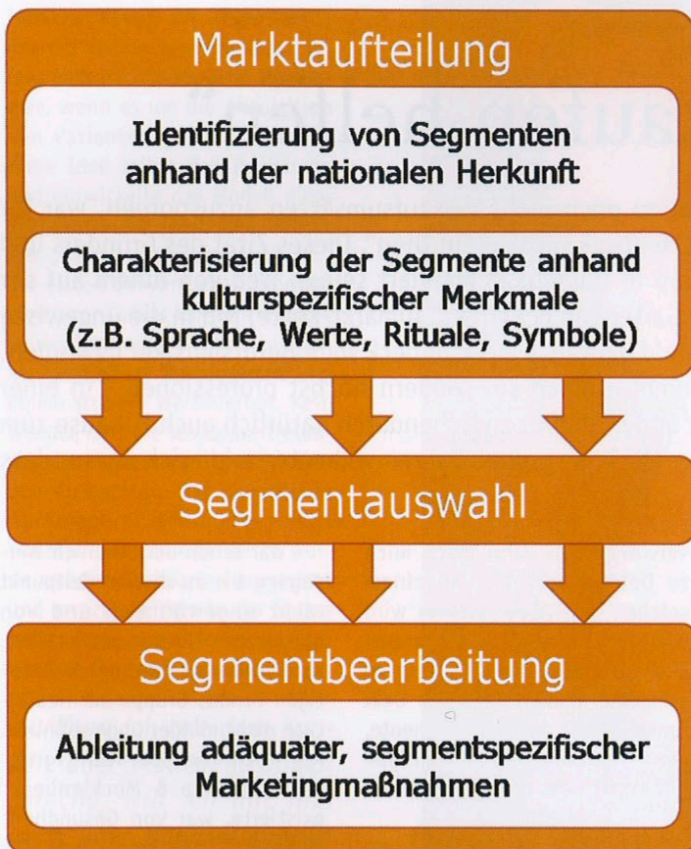 Marktaufteilung
Identifizierung von Segmenten
anhand der nationalen Herkunft
Charakterisierung der Segmente anhand
kulturspezifischer Merkmale
(z.B. Sprache, Werte, Rituale, Symbole)
Segmentauswahl
Segmentbearbeitung
Ableitung adäquater, segmentspezifischer
Marketingmaßnahmen